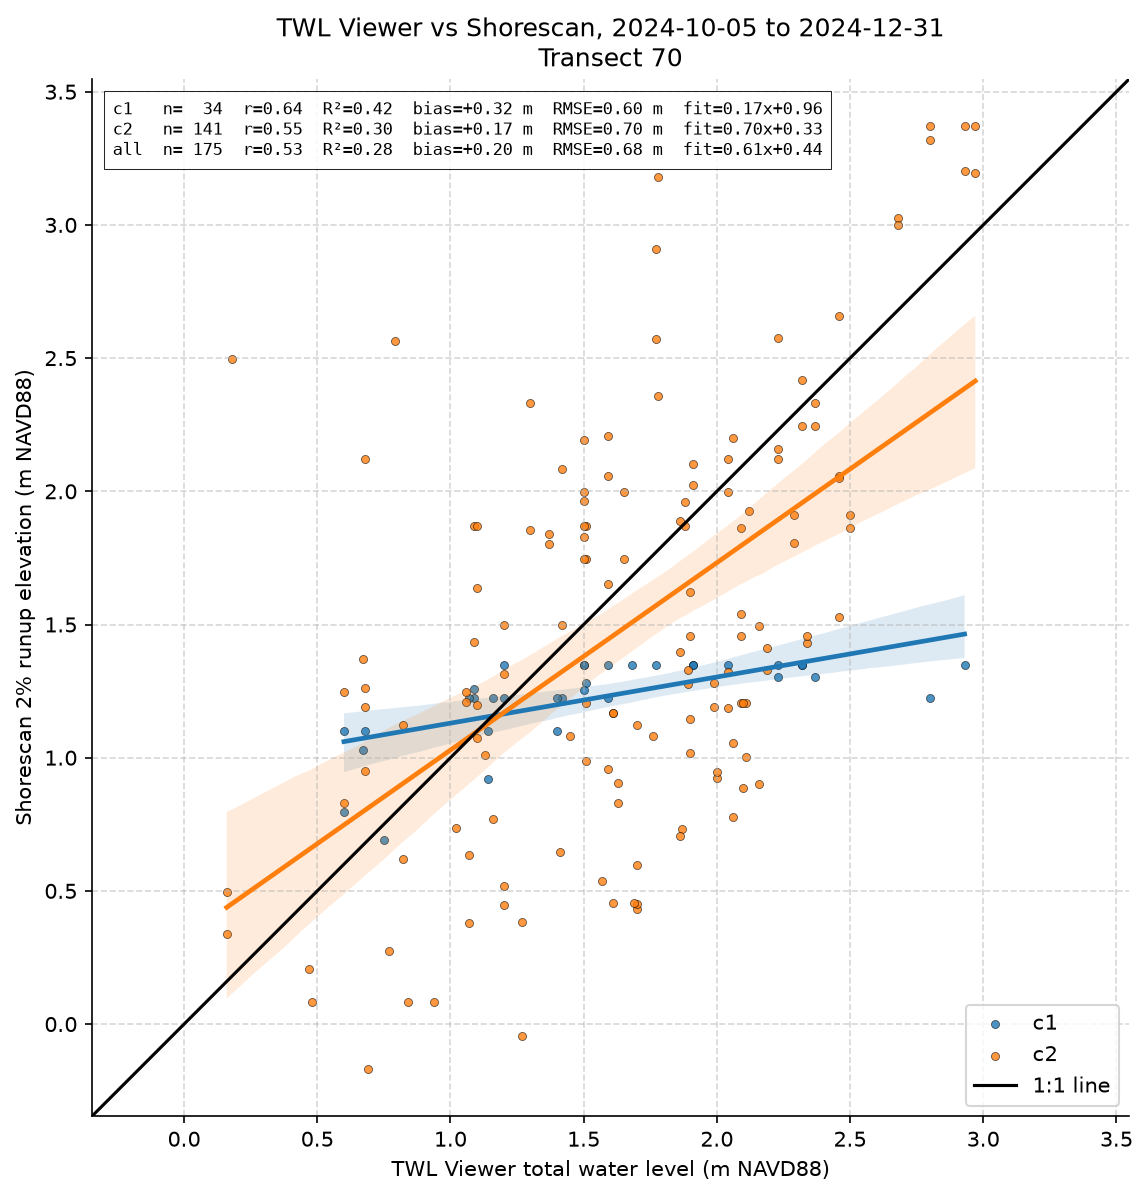 TWL Viewer vs Shorescan, 2024-10-05 to 2024-12-31
Transect 70
c1 n= 34 r=0.64 R²=0.42 bias=+0.32 m RMSE=0.60 m fit=0.17x+0.96
c2 n= 141 r=0.55 R²=0.30 bias=+0.17 m RMSE=0.70 m fit=0.70x+0.33
all n= 175 r=0.53 R²=0.28 bias=+0.20 m RMSE=0.68 m fit=0.61x+0.44
Shorescan 2% runup elevation (m NAVD88)
3.5
3.0
2.5
2.0
1.5
1.0
0.5
0.0
c1
c2
1:1 line
0.0 0.5 1.0 1.5 2.0 2.5 3.0 3.5
TWL Viewer total water level (m NAVD88)